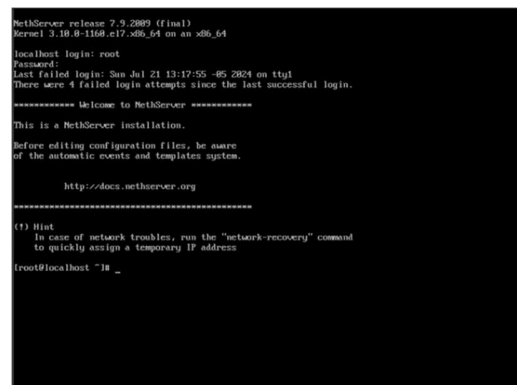 NethServer release 7.9.2009 (final)
Kernel 3.10.0-1160.el7.x86_64 on an x86_64
localhost login: root
Password:
Last failed login: Sun Jul 21 13:17:55 -05 2024 on tty1
There were 4 failed login attempts since the last successful login.
************ Welcome to NethServer ************
This is a NethServer installation.
Before editing configuration files, be aware
of the automatic events and templates system.
http://docs.nethserver.org
***********************************************
(!) Hint
In case of network troubles, run the "network-recovery" command
to quickly assign a temporary IP address
[root@localhost ~]# _